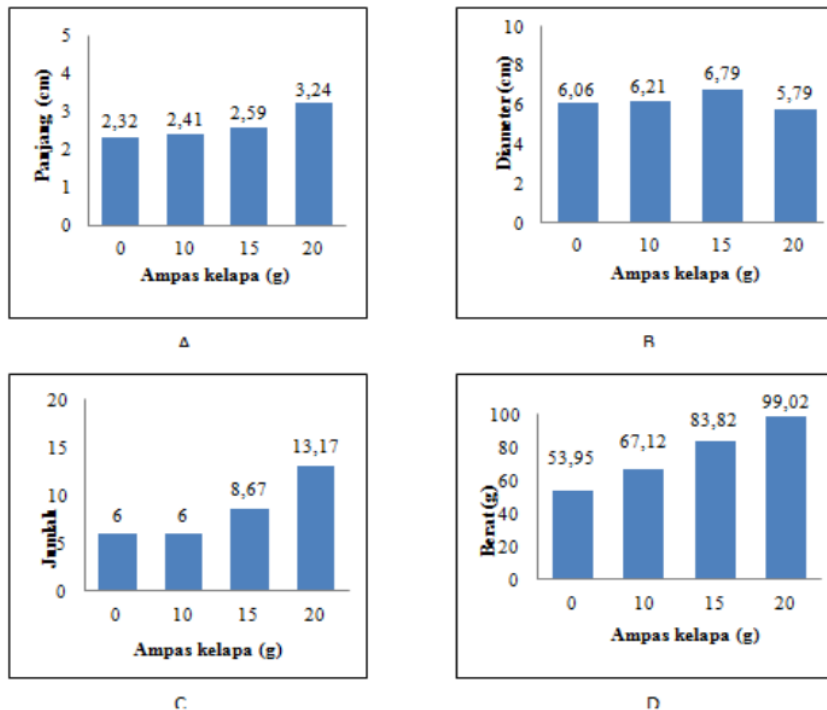 5
4
3
2
1
0
Panjang (cm)
2,32
2,41
2,59
3,24
0 10 15 20
Ampas kelapa (g)
A
10
8
6
4
2
0
Diameter (cm)
6,06
6,21
6,79
5,79
0 10 15 20
Ampas kelapa (g)
B
20
15
10
5
0
Jumlah
6
6
8,67
13,17
0 10 15 20
Ampas kelapa (g)
C
100
80
60
40
20
0
Berat (g)
53,95
67,12
83,82
99,02
0 10 15 20
Ampas kelapa (g)
D